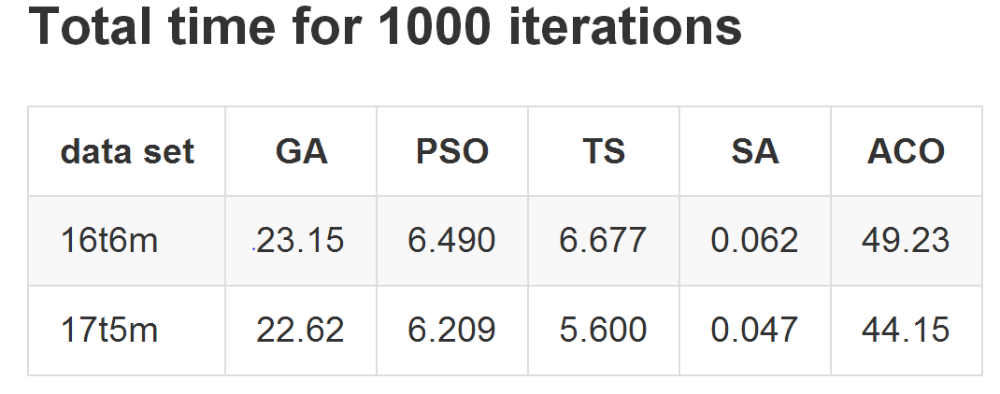 Total time for 1000 iterations
data set GA PSO TS SA ACO
16t6m .23.15 6.490 6.677 0.062 49.23
17t5m 22.62 6.209 5.600 0.047 44.15